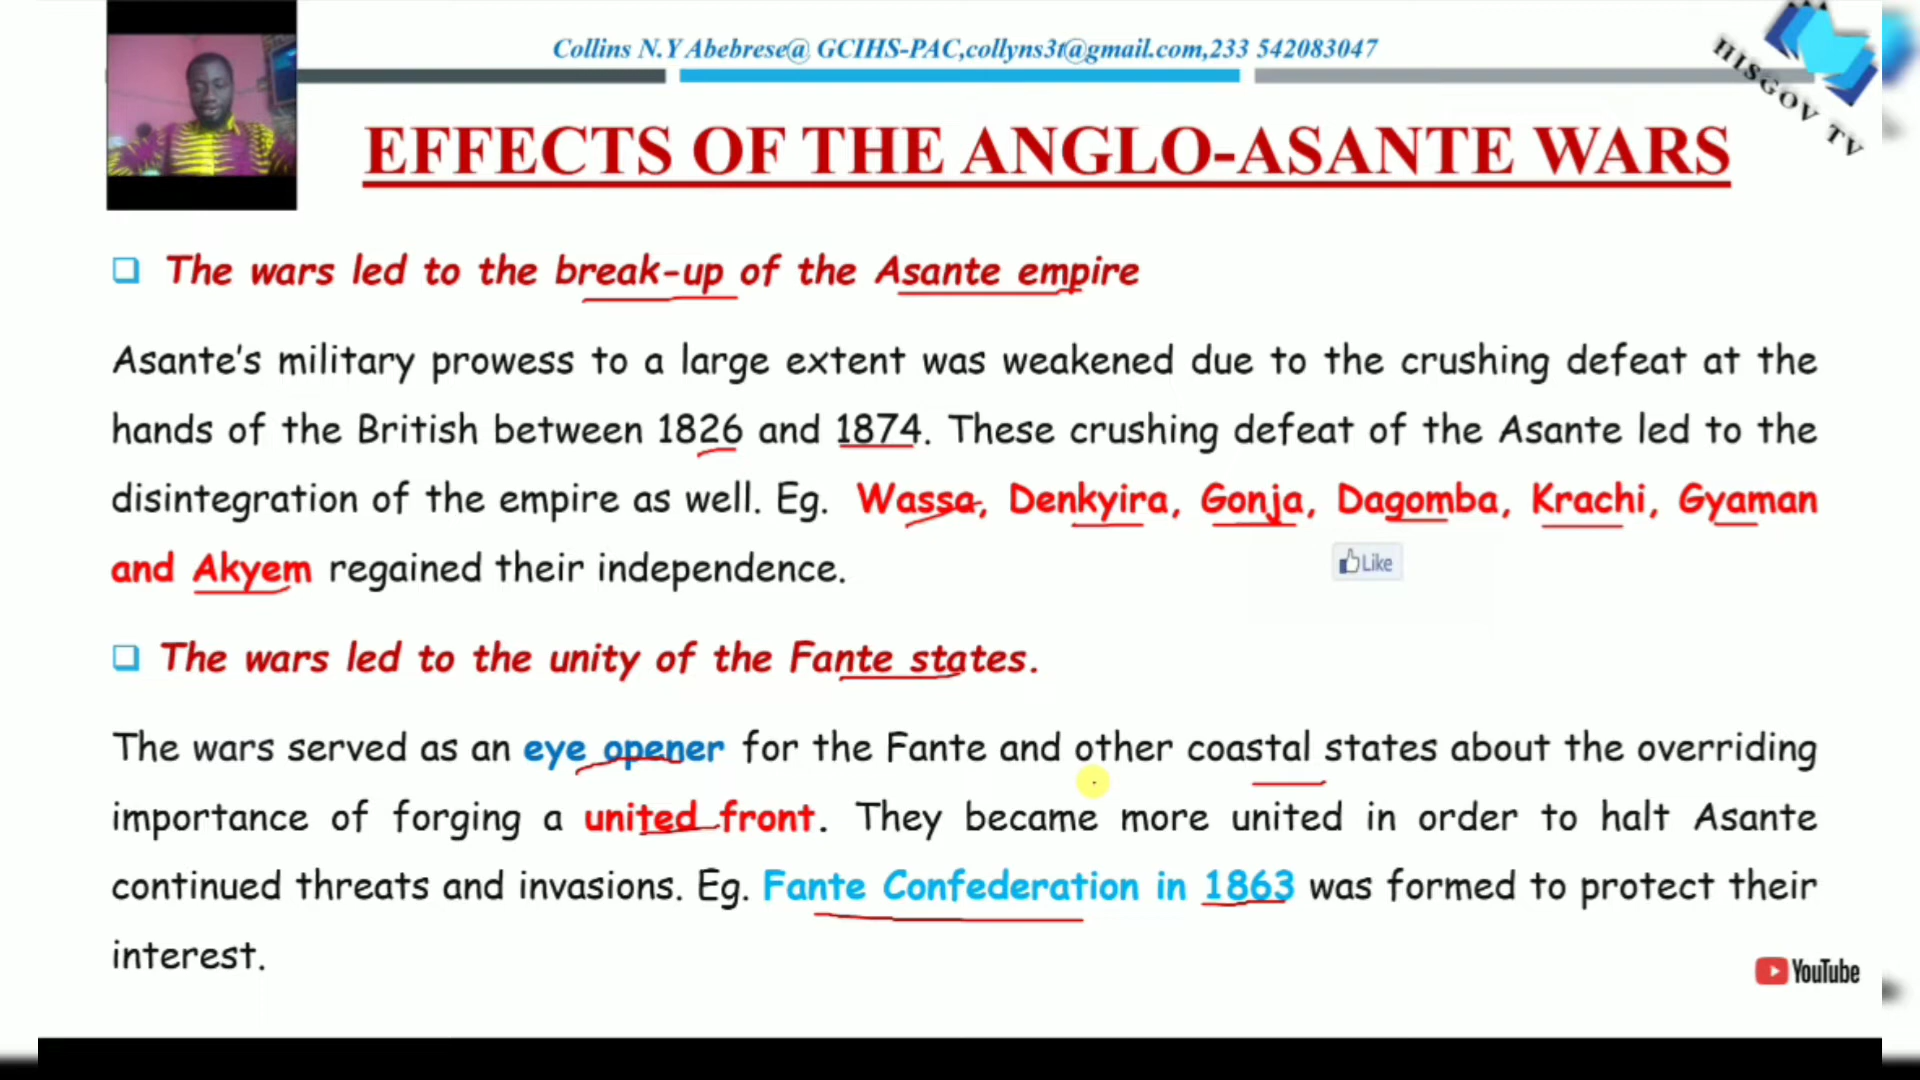 Collins N.Y Abebrese@ GCIHS-PAC,collyns3t@gmail.com,233 542083047
HISGOV TV
EFFECTS OF THE ANGLO-ASANTE WARS
The wars led to the break-up of the Asante empire
Asante's military prowess to a large extent was weakened due to the crushing defeat at the
hands of the British between 1826 and 1874. These crushing defeat of the Asante led to the
disintegration of the empire as well. Eg. Wassa, Denkyira, Gonja, Dagomba, Krachi, Gyaman
and Akyem regained their independence.
Like
The wars led to the unity of the Fante states.
The wars served as an eye opener for the Fante and other coastal states about the overriding
importance of forging a united front. They became more united in order to halt Asante
continued threats and invasions. Eg. Fante Confederation in 1863 was formed to protect their
interest.
YouTube